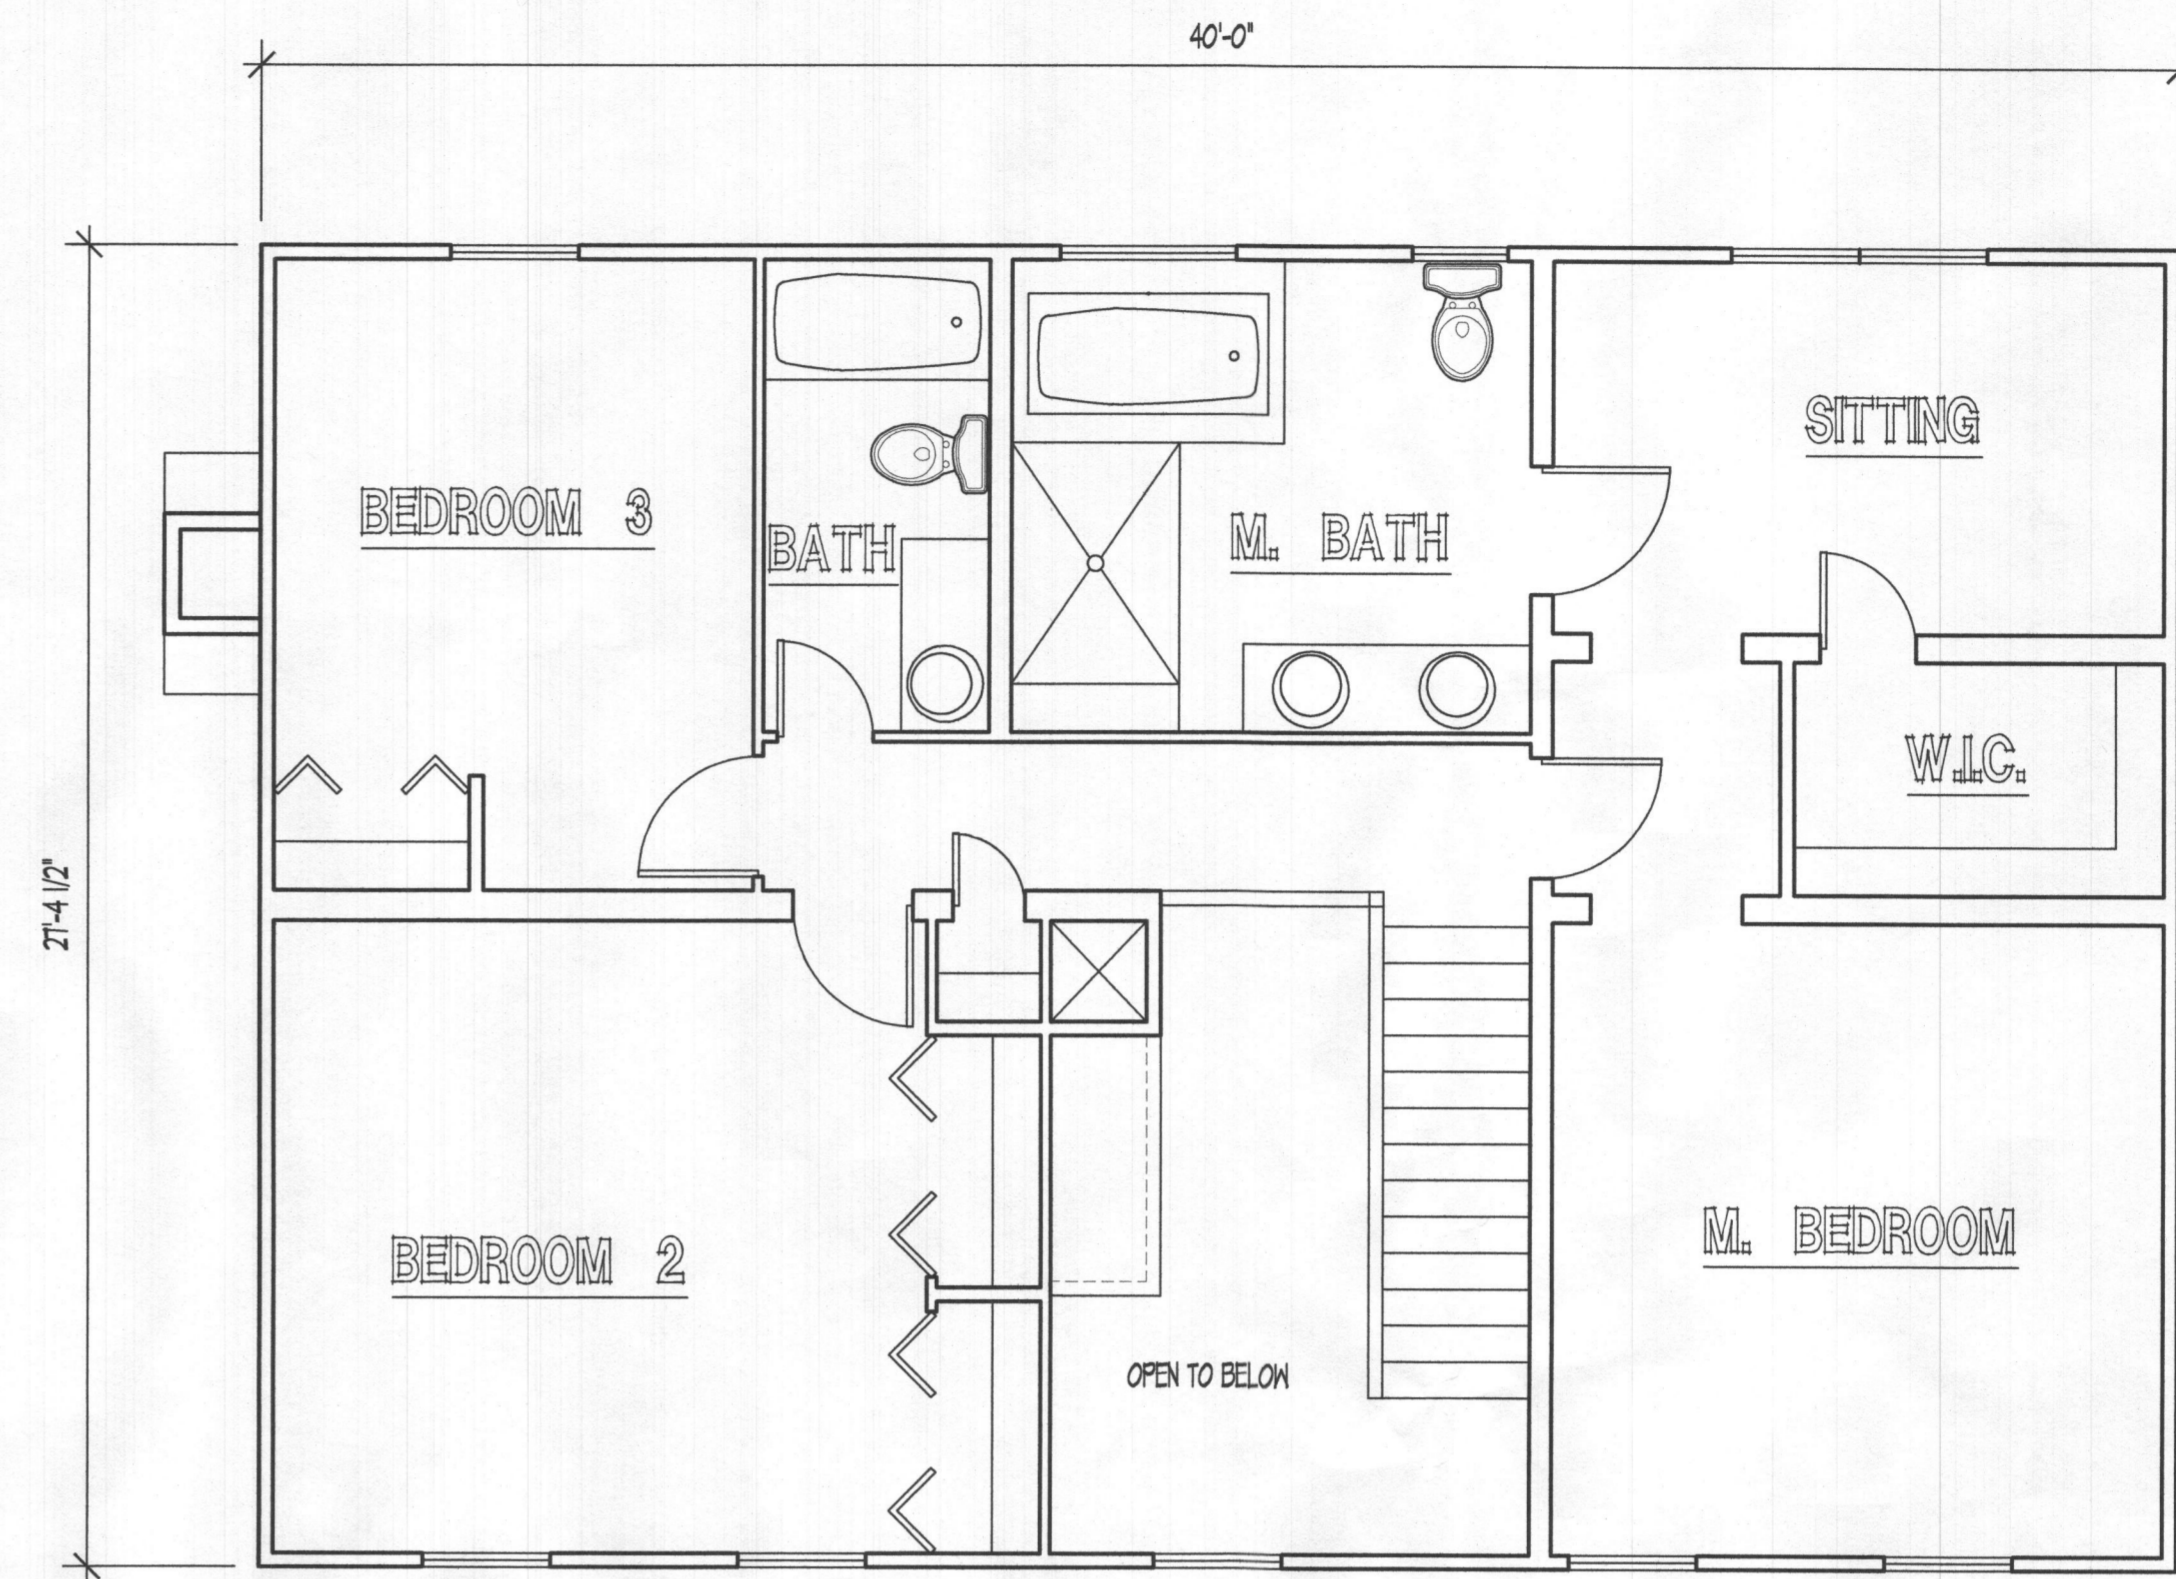 40'-0"
SITTING
BEDROOM 3
BATH
M. BATH
W.I.C.
27'-4 1/2"
M. BEDROOM
BEDROOM 2
OPEN TO BELOW